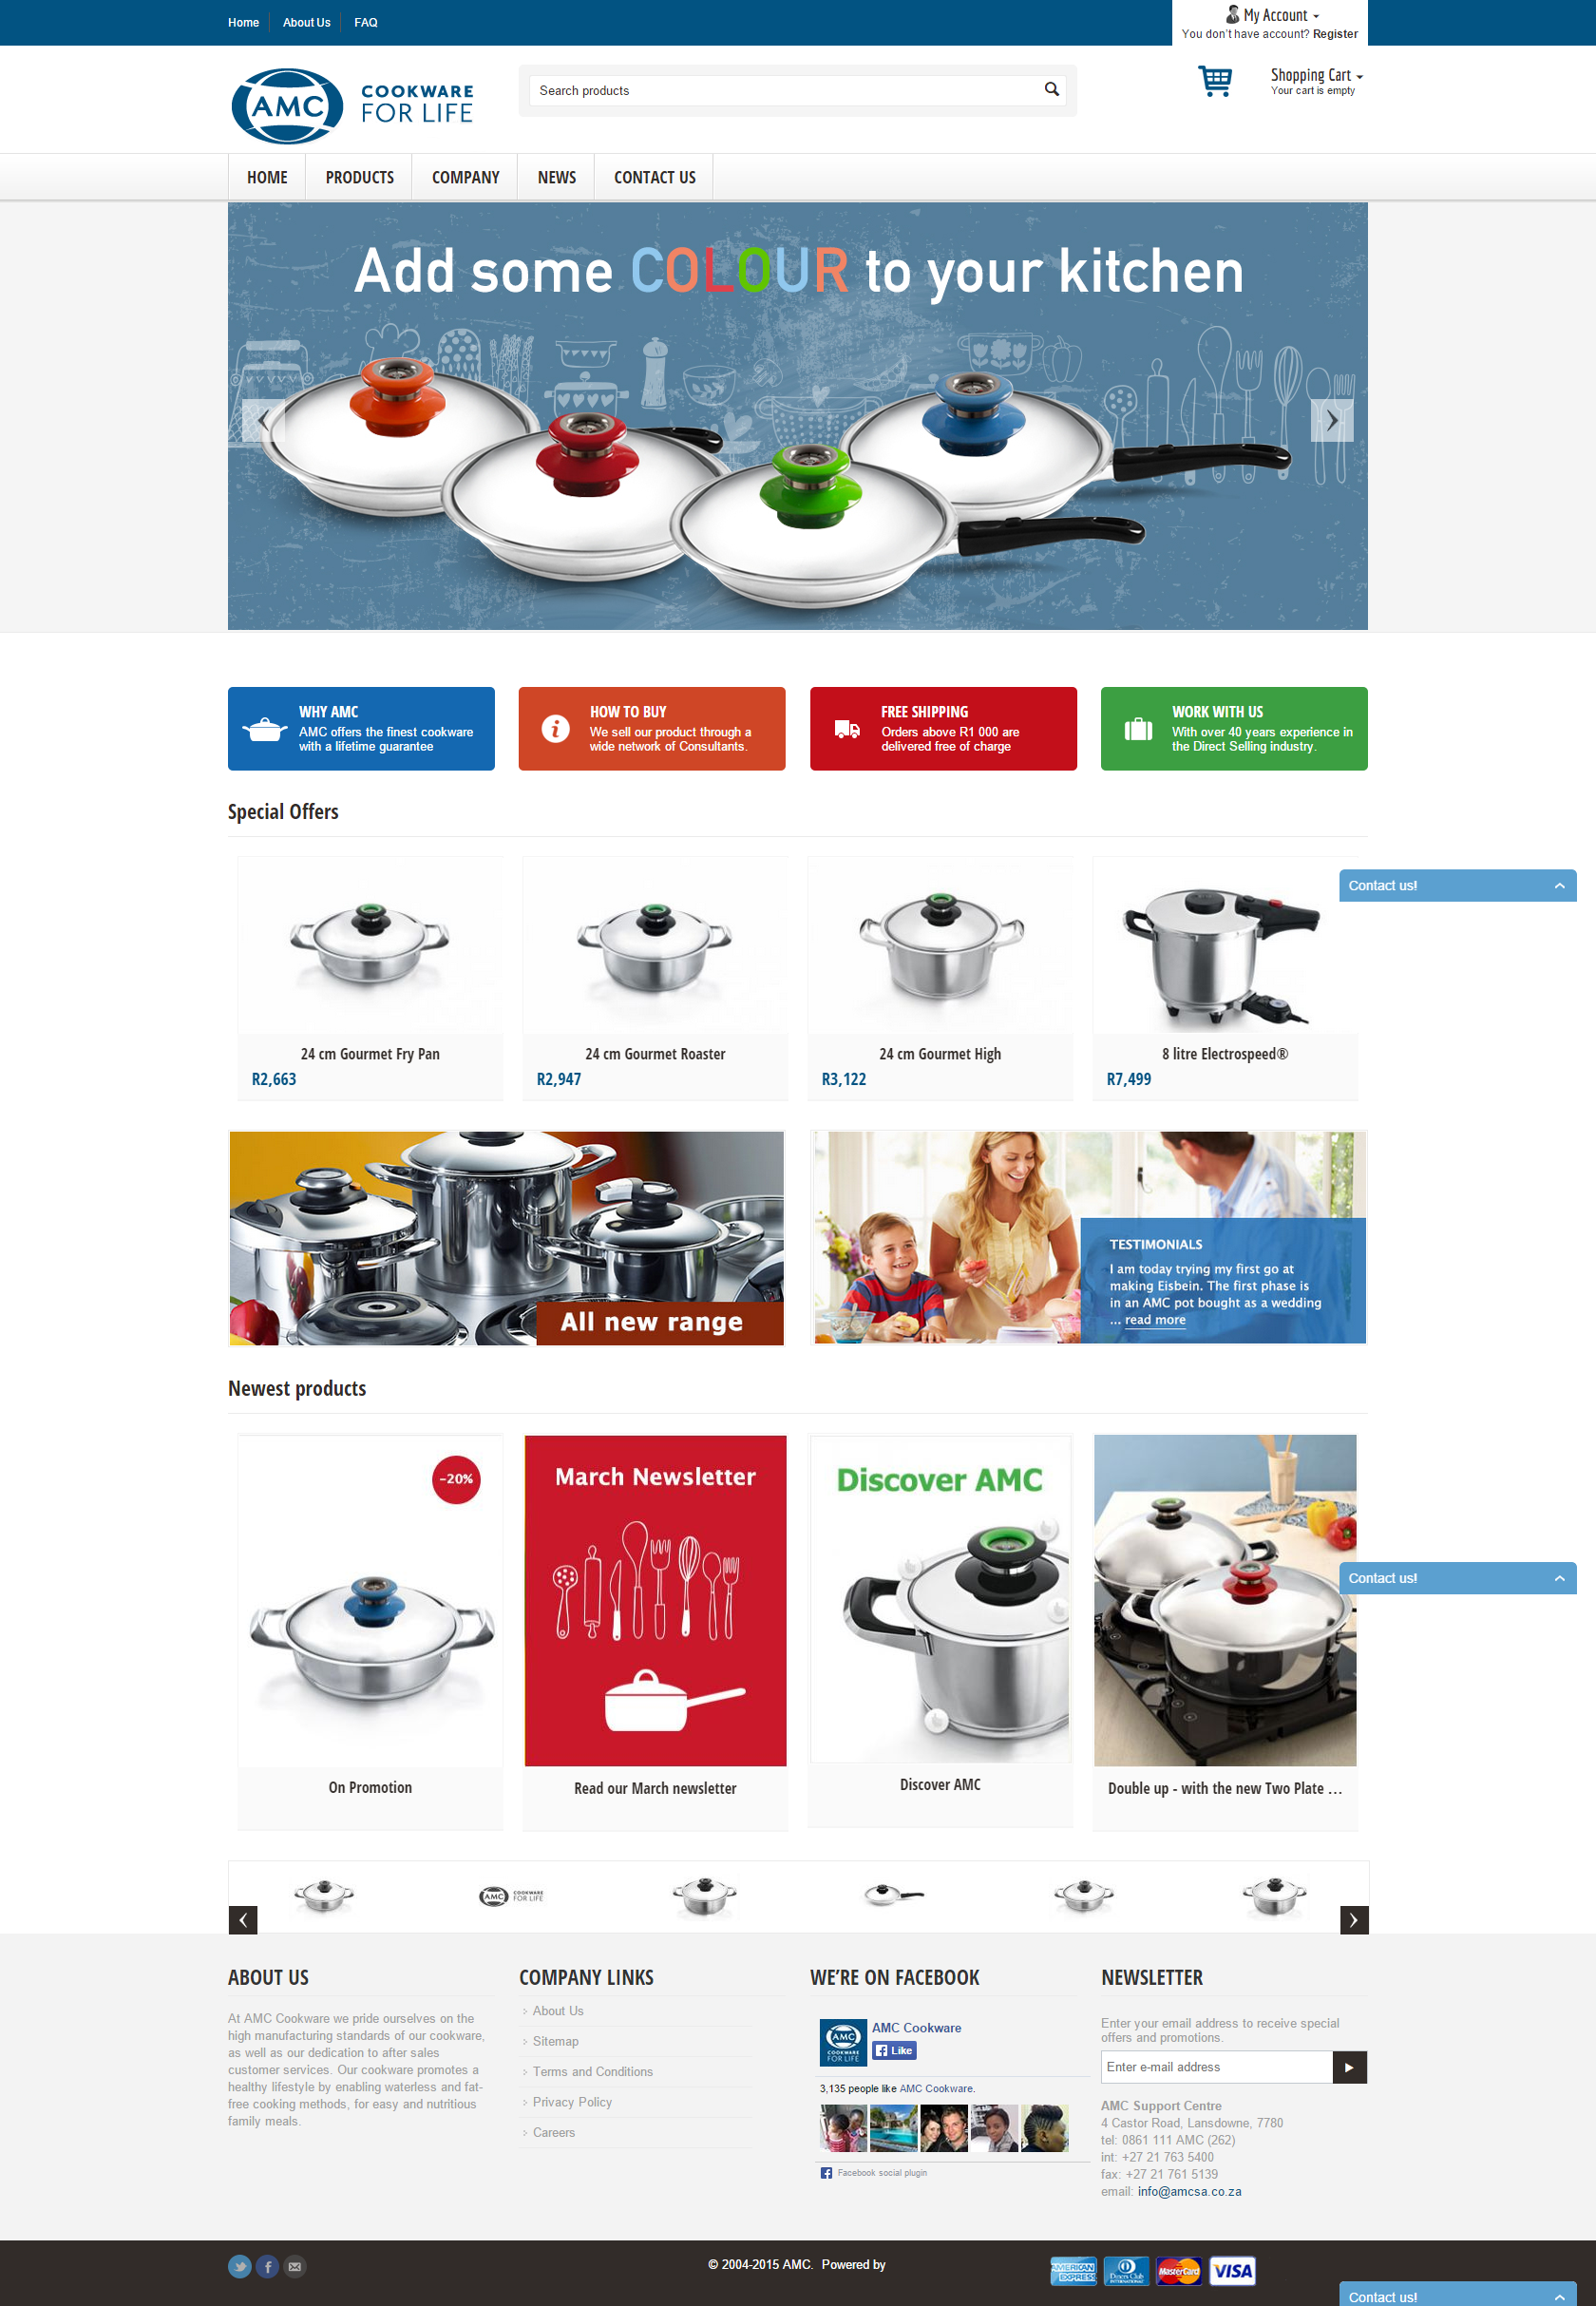 Home
About Us
FAQ
My Account
You don't have account? Register
AMC
COOKWARE
FOR LIFE
Search products
Shopping Cart
Your cart is empty
HOME
PRODUCTS
COMPANY
NEWS
CONTACT US
Add some COLOUR to your kitchen
WHY AMC
AMC offers the finest cookware
with a lifetime guarantee
HOW TO BUY
We sell our product through a
wide network of Consultants.
FREE SHIPPING
Orders above R1 000 are
delivered free of charge
WORK WITH US
With over 40 years experience in
the Direct Selling industry.
Special Offers
Contact us!
24 cm Gourmet Fry Pan
R2,663
24 cm Gourmet Roaster
R2,947
24 cm Gourmet High
R3,122
8 litre Electrospeed®
R7,499
All new range
TESTIMONIALS
I am today trying my first go at
making Eisbein. The first phase is
in an AMC pot bought as a wedding
... read more
Newest products
-20%
March Newsletter
Discover AMC
Contact us!
On Promotion
Read our March newsletter
Discover AMC
Double up - with the new Two Plate ...
AMC
COOKWARE
FOR LIFE
ABOUT US
At AMC Cookware we pride ourselves on the
high manufacturing standards of our cookware,
as well as our dedication to after sales
customer services. Our cookware promotes a
healthy lifestyle by enabling waterless and fat-
free cooking methods, for easy and nutritious
family meals.
COMPANY LINKS
About Us
Sitemap
Terms and Conditions
Privacy Policy
Careers
WE'RE ON FACEBOOK
AMC
COOKWARE
FOR LIFE
AMC Cookware
Like
3,135 people like AMC Cookware.
Facebook social plugin
NEWSLETTER
Enter your email address to receive special
offers and promotions.
Enter e-mail address
AMC Support Centre
4 Castor Road, Lansdowne, 7780
tel: 0861 111 AMC (262)
int: +27 21 763 5400
fax: +27 21 761 5139
email: info@amcsa.co.za
© 2004-2015 AMC. Powered by
AMERICAN
EXPRESS
Diners Club
INTERNATIONAL
MasterCard
VISA
Contact us!